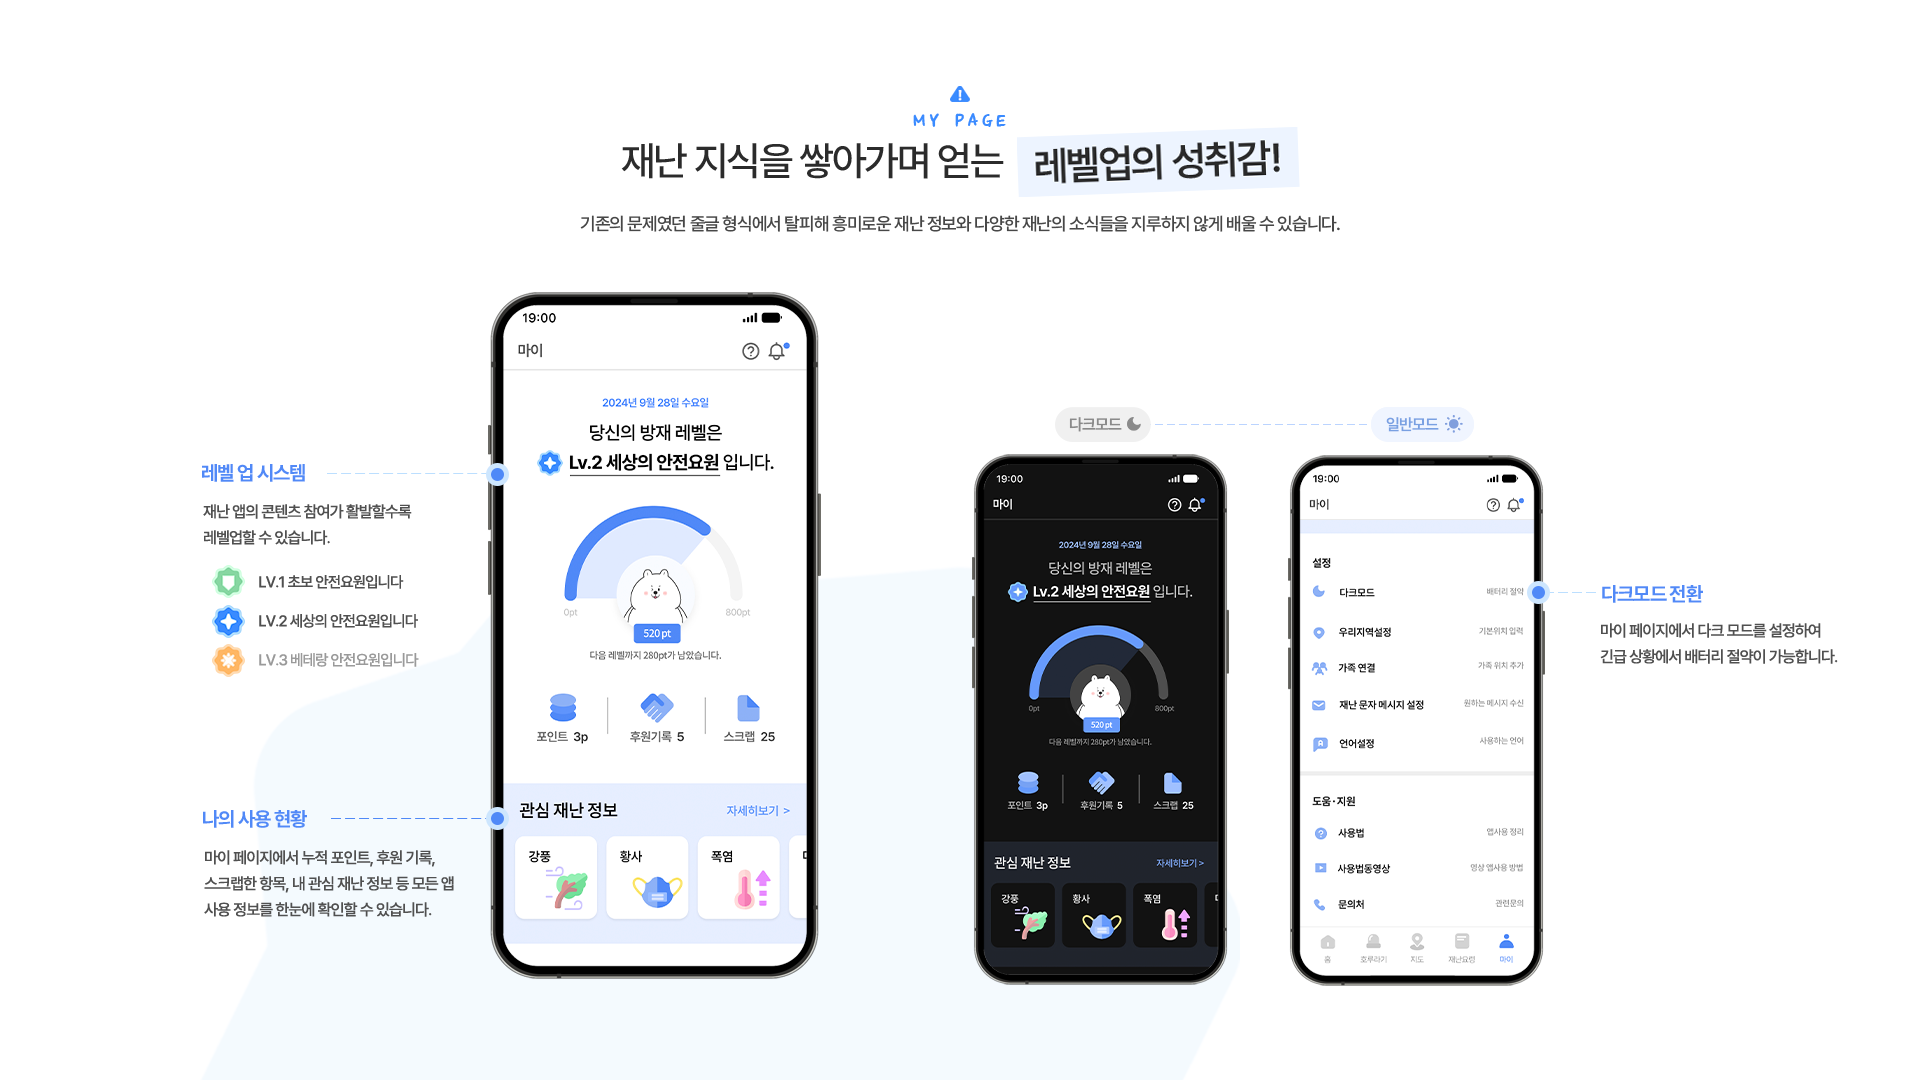 MY PAGE
재난 지식을 쌓아가며 얻는 레벨업의 성취감!
기존의 문제였던 줄글 형식에서 탈피해 흥미로운 재난 정보와 다양한 재난의 소식들을 지루하지 않게 배울 수 있습니다.
레벨 업 시스템
재난 앱의 콘텐츠 참여가 활발할수록
레벨업할 수 있습니다.
LV.1 초보 안전요원입니다
LV.2 세상의 안전요원입니다
LV.3 베테랑 안전요원입니다
나의 사용 현황
마이 페이지에서 누적 포인트, 후원 기록,
스크랩한 항목, 내 관심 재난 정보 등 모든 앱
사용 정보를 한눈에 확인할 수 있습니다.
19:00
마이
2024년 9월 28일 수요일
당신의 방재 레벨은
Lv.2 세상의 안전요원 입니다.
0pt
800pt
520 pt
다음 레벨까지 280pt가 남았습니다.
포인트 3p
후원기록 5
스크랩 25
관심 재난 정보
자세히보기 >
강풍
황사
폭염
다크모드
일반모드
19:00
마이
2024년 9월 28일 수요일
당신의 방재 레벨은
Lv.2 세상의 안전요원 입니다.
0pt
800pt
520 pt
다음 레벨까지 280pt가 남았습니다.
포인트 3p
후원기록 5
스크랩 25
관심 재난 정보
자세히보기 >
강풍
황사
폭염
19:00
마이
설정
다크모드 배터리 절약
우리지역설정 기본위치 입력
가족 연결 가족 위치 추가
재난 문자 메시지 설정 원하는 메시지 수신
언어설정 사용하는 언어
도움·지원
사용법 앱사용 정리
사용법동영상 영상 앱사용 방법
문의처 관련문의
홈
호루라기
지도
재난요령
마이
다크모드 전환
마이 페이지에서 다크 모드를 설정하여
긴급 상황에서 배터리 절약이 가능합니다.